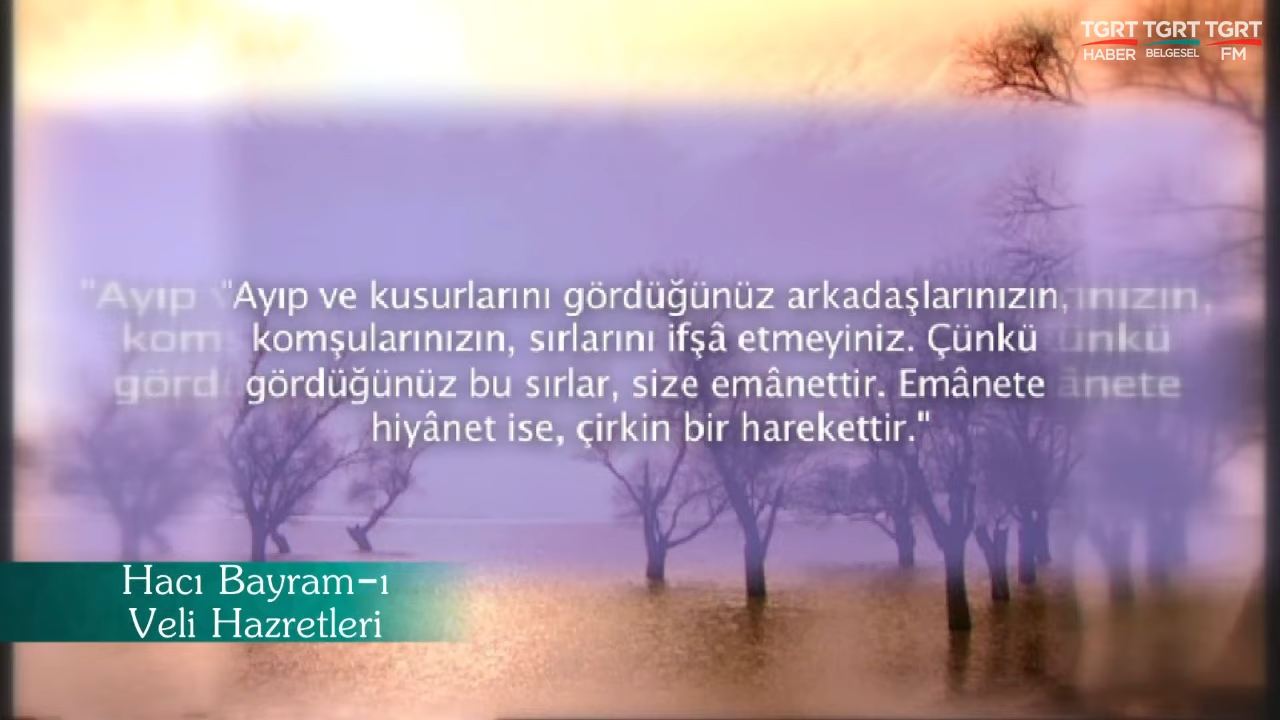 TGRT TGRT TGRT
HABER BELGESEL FM
"Ayıp ve kusurlarını gördüğünüz arkadaşlarınızın,
komşularınızın, sırlarını ifşâ etmeyiniz. Çünkü
gördüğünüz bu sırlar, size emânettir. Emânete
hiyânet ise, çirkin bir harekettir."
Hacı Bayram-ı
Veli Hazretleri